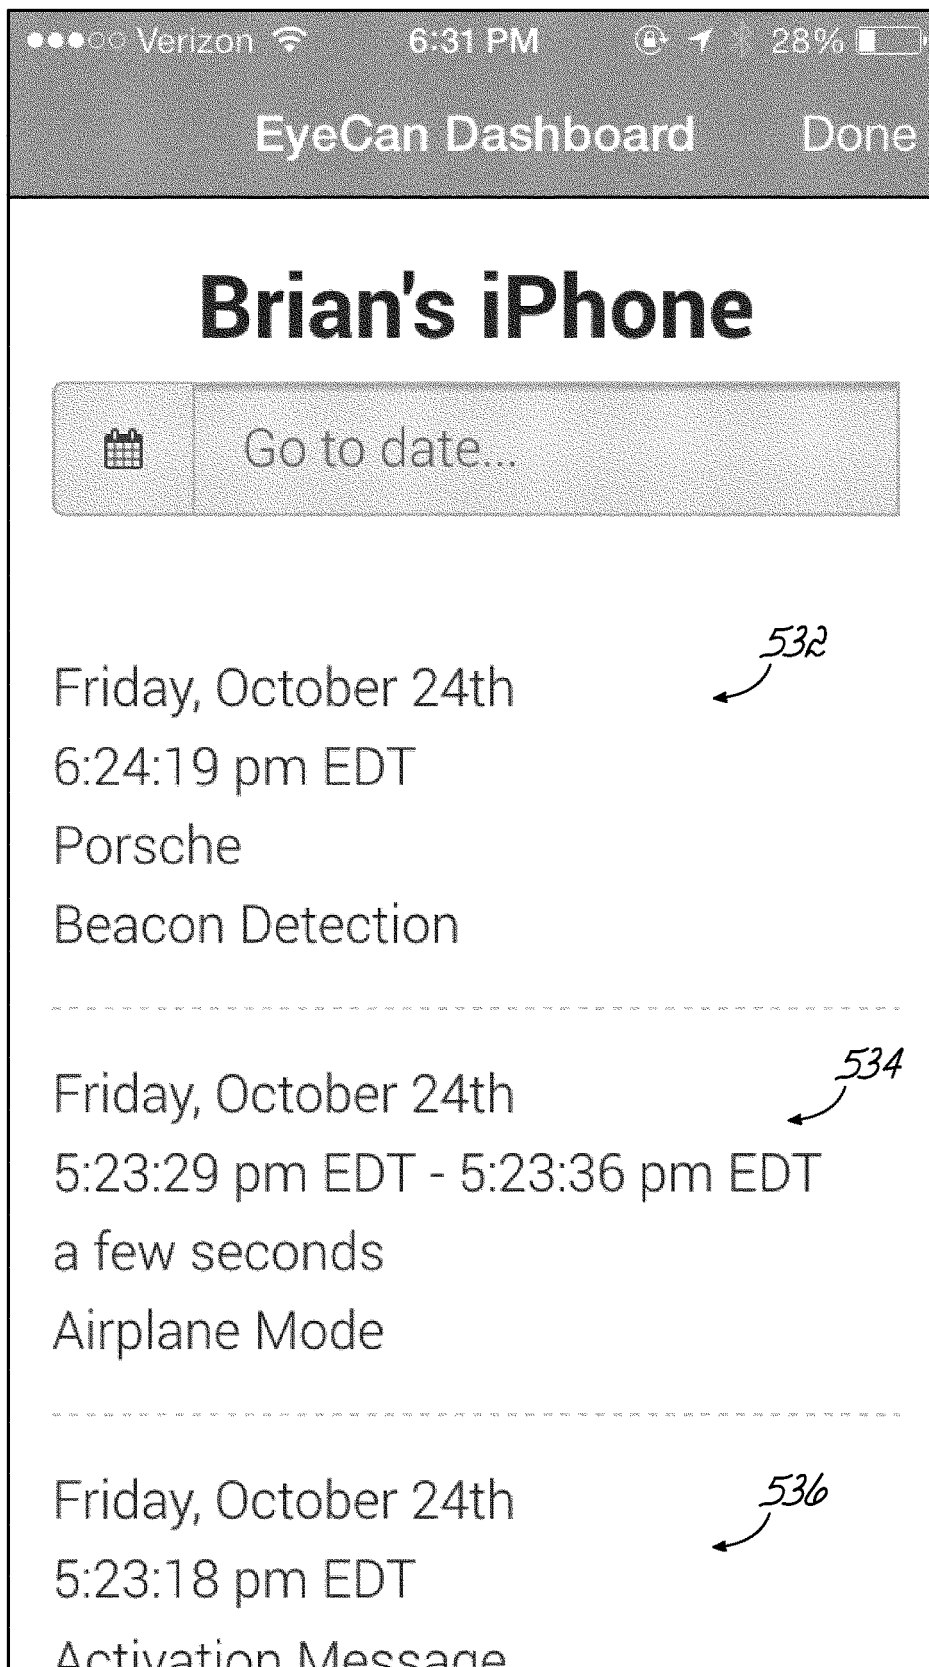 Verizon 6:31 PM 28%
EyeCan Dashboard Done
Brian's iPhone
Go to date...
532
Friday, October 24th
6:24:19 pm EDT
Porsche
Beacon Detection
534
Friday, October 24th
5:23:29 pm EDT - 5:23:36 pm EDT
a few seconds
Airplane Mode
536
Friday, October 24th
5:23:18 pm EDT
Activation Message